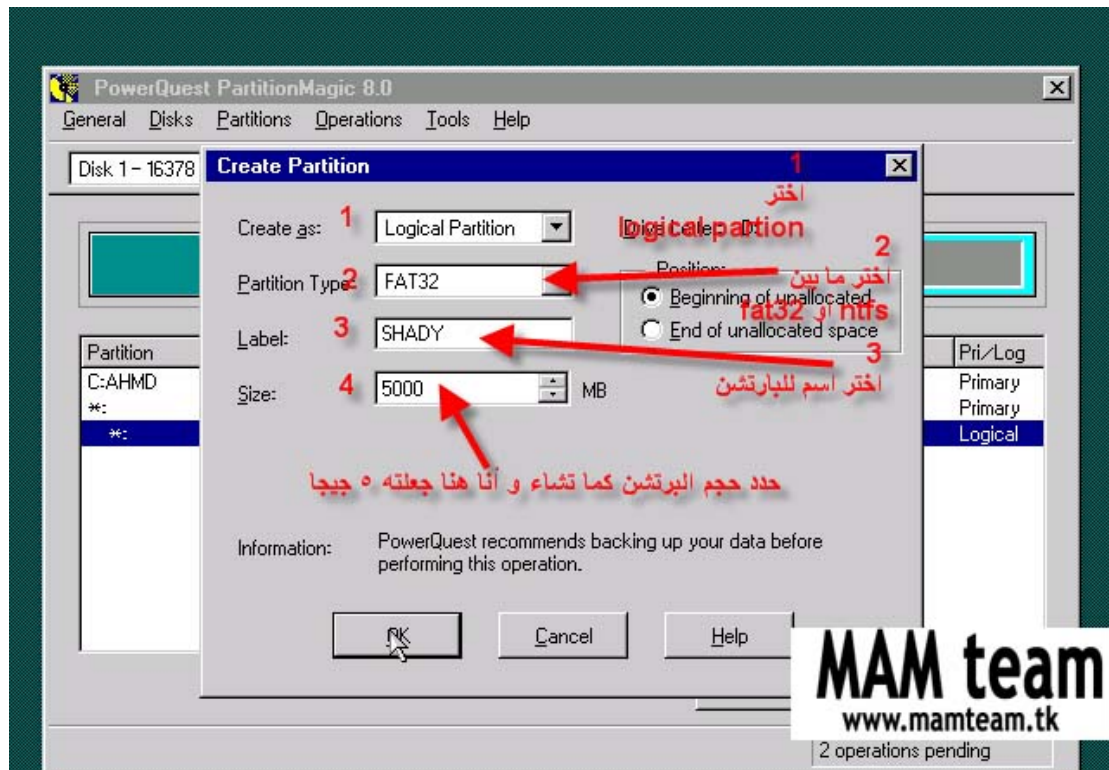 PowerQuest PartitionMagic 8.0
General Disks Partitions Operations Tools Help
Disk 1 - 16378
Create Partition
1
اختر
logical partion
Create as: 1 Logical Partition
2
اختر ما بين
ntfs او fat32
Partition Type: 2 FAT32
Position:
Beginning of unallocated
End of unallocated space
Label: 3 SHADY
3
اختر اسم للبارتشن
Size: 4 5000 MB
حدد حجم البرتشن كما تشاء و أنا هنا جعلته ٥ جيجا
Information: PowerQuest recommends backing up your data before
performing this operation.
OK Cancel Help
Partition Pri/Log
C:AHMD Primary
*: Primary
*: Logical
MAM team
www.mamteam.tk
2 operations pending